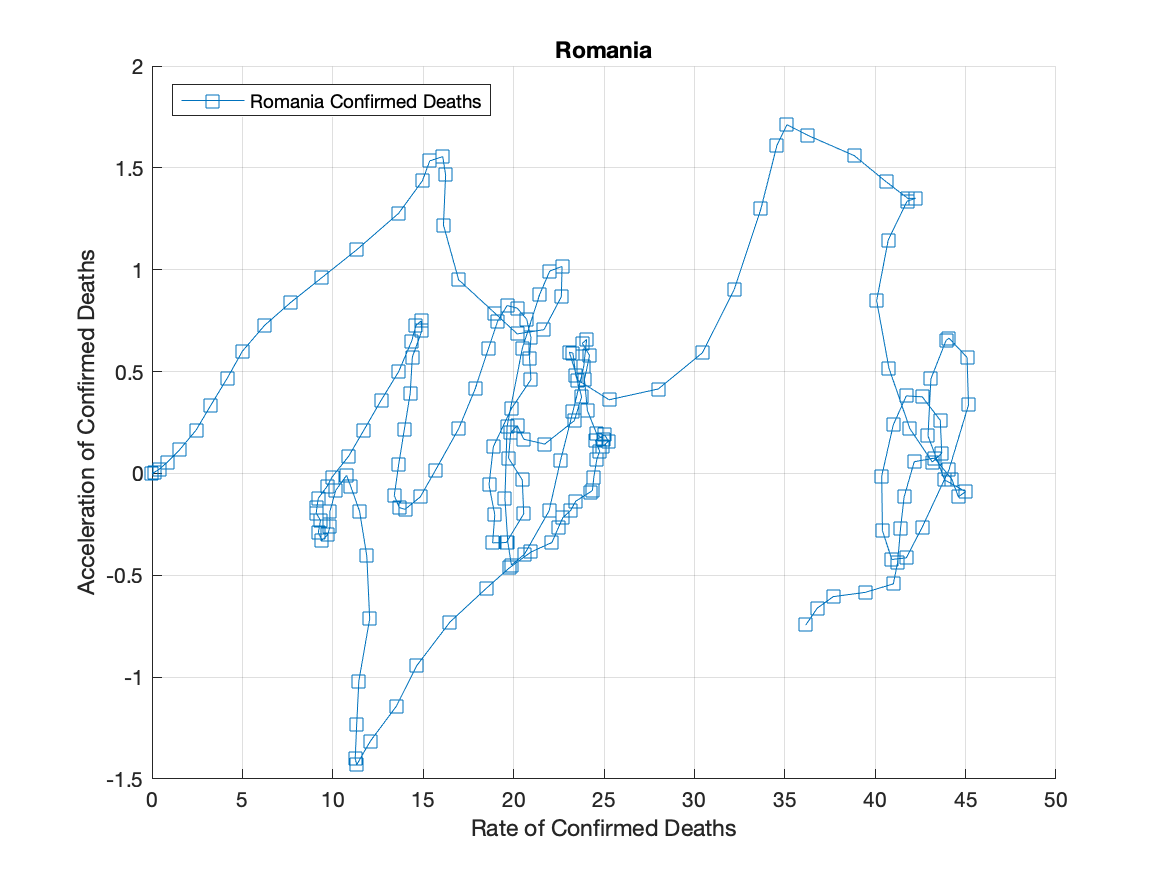 Romania
Romania Confirmed Deaths
2
1.5
1
0.5
0
-0.5
-1
-1.5
Acceleration of Confirmed Deaths
0 5 10 15 20 25 30 35 40 45 50
Rate of Confirmed Deaths